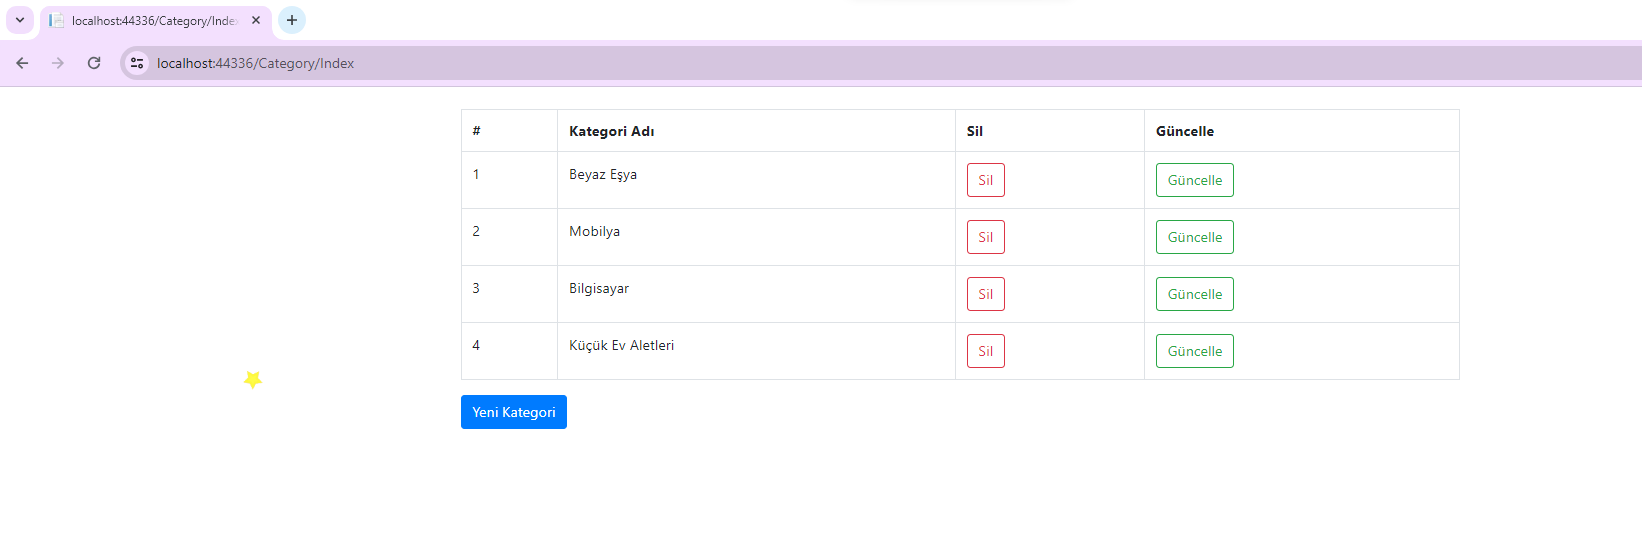 localhost:44336/Category/Index
localhost:44336/Category/Index
# Kategori Adı Sil Güncelle
1 Beyaz Eşya Sil Güncelle
2 Mobilya Sil Güncelle
3 Bilgisayar Sil Güncelle
4 Küçük Ev Aletleri Sil Güncelle
Yeni Kategori